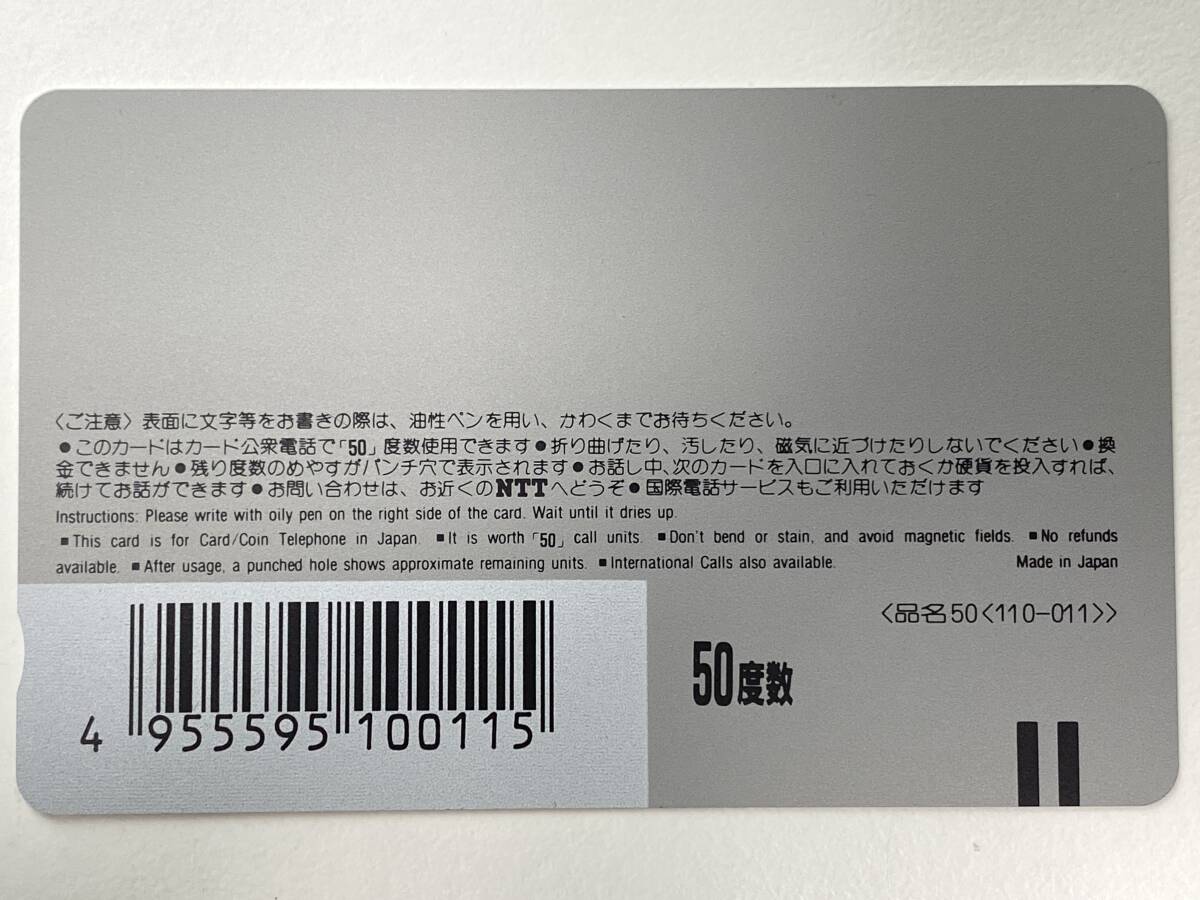 〈ご注意〉表面に文字等をお書きの際は、油性ペンを用い、かわくまでお待ちください。
●このカードはカード公衆電話で「50」度数使用できます●折り曲げたり、汚したり、磁気に近づけたりしないでください●換
金できません●残り度数のめやすがパンチ穴で表示されます●お話し中、次のカードを入口に入れておくか硬貨を投入すれば、
続けてお話ができます●お問い合わせは、お近くのNTTへどうぞ●国際電話サービスもご利用いただけます
Instructions: Please write with oily pen on the right side of the card. Wait until it dries up.
■This card is for Card/Coin Telephone in Japan. ■It is worth「50」call units. ■Don't bend or stain, and avoid magnetic fields. ■No refunds
available. ■After usage, a punched hole shows approximate remaining units. ■International Calls also available. Made in Japan
〈品名50〈110-011〉〉
50度数
4 955595 100115